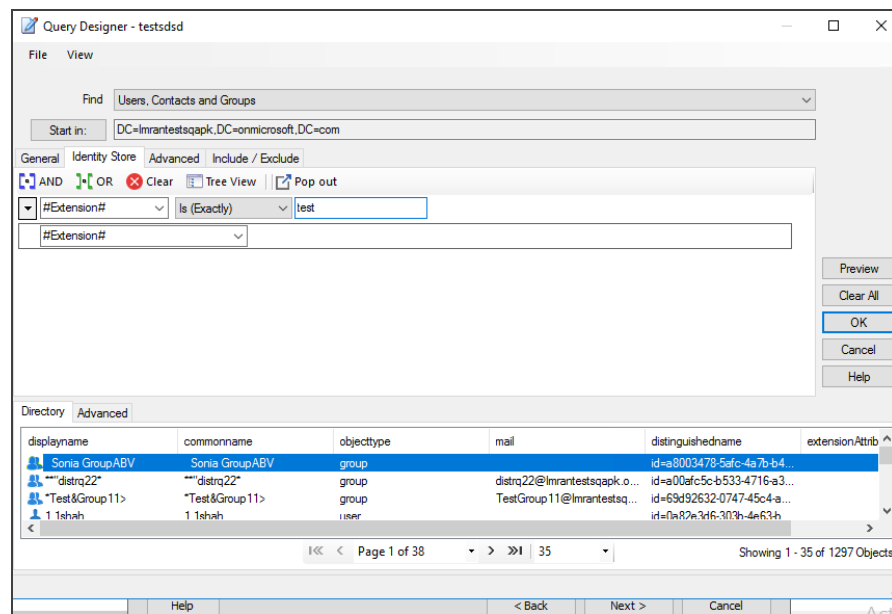 Query Designer - testsdsd
File View
Find Users, Contacts and Groups
Start in: DC=Imrantestsqapk,DC=onmicrosoft,DC=com
General Identity Store Advanced Include / Exclude
AND OR Clear Tree View Pop out
#Extension# Is (Exactly) test
#Extension#
Preview
Clear All
OK
Cancel
Help
Directory Advanced
displayname commonname objecttype mail distinguishedname extensionAttrib
Sonia GroupABV Sonia GroupABV group id=a8003478-5afc-4a7b-b4...
**"distrq22* **"distrq22* group distrq22@Imrantestsqapk.o... id=a00afc5c-b533-4716-a3...
*Test&Group11> *Test&Group11> group TestGroup11@Imrantestsq... id=69d92632-0747-45c4-a...
1 1shah 1 1shah user id=0a82e3d6-303b-4e63-b
Page 1 of 38 35 Showing 1 - 35 of 1297 Objects
Help < Back Next > Cancel